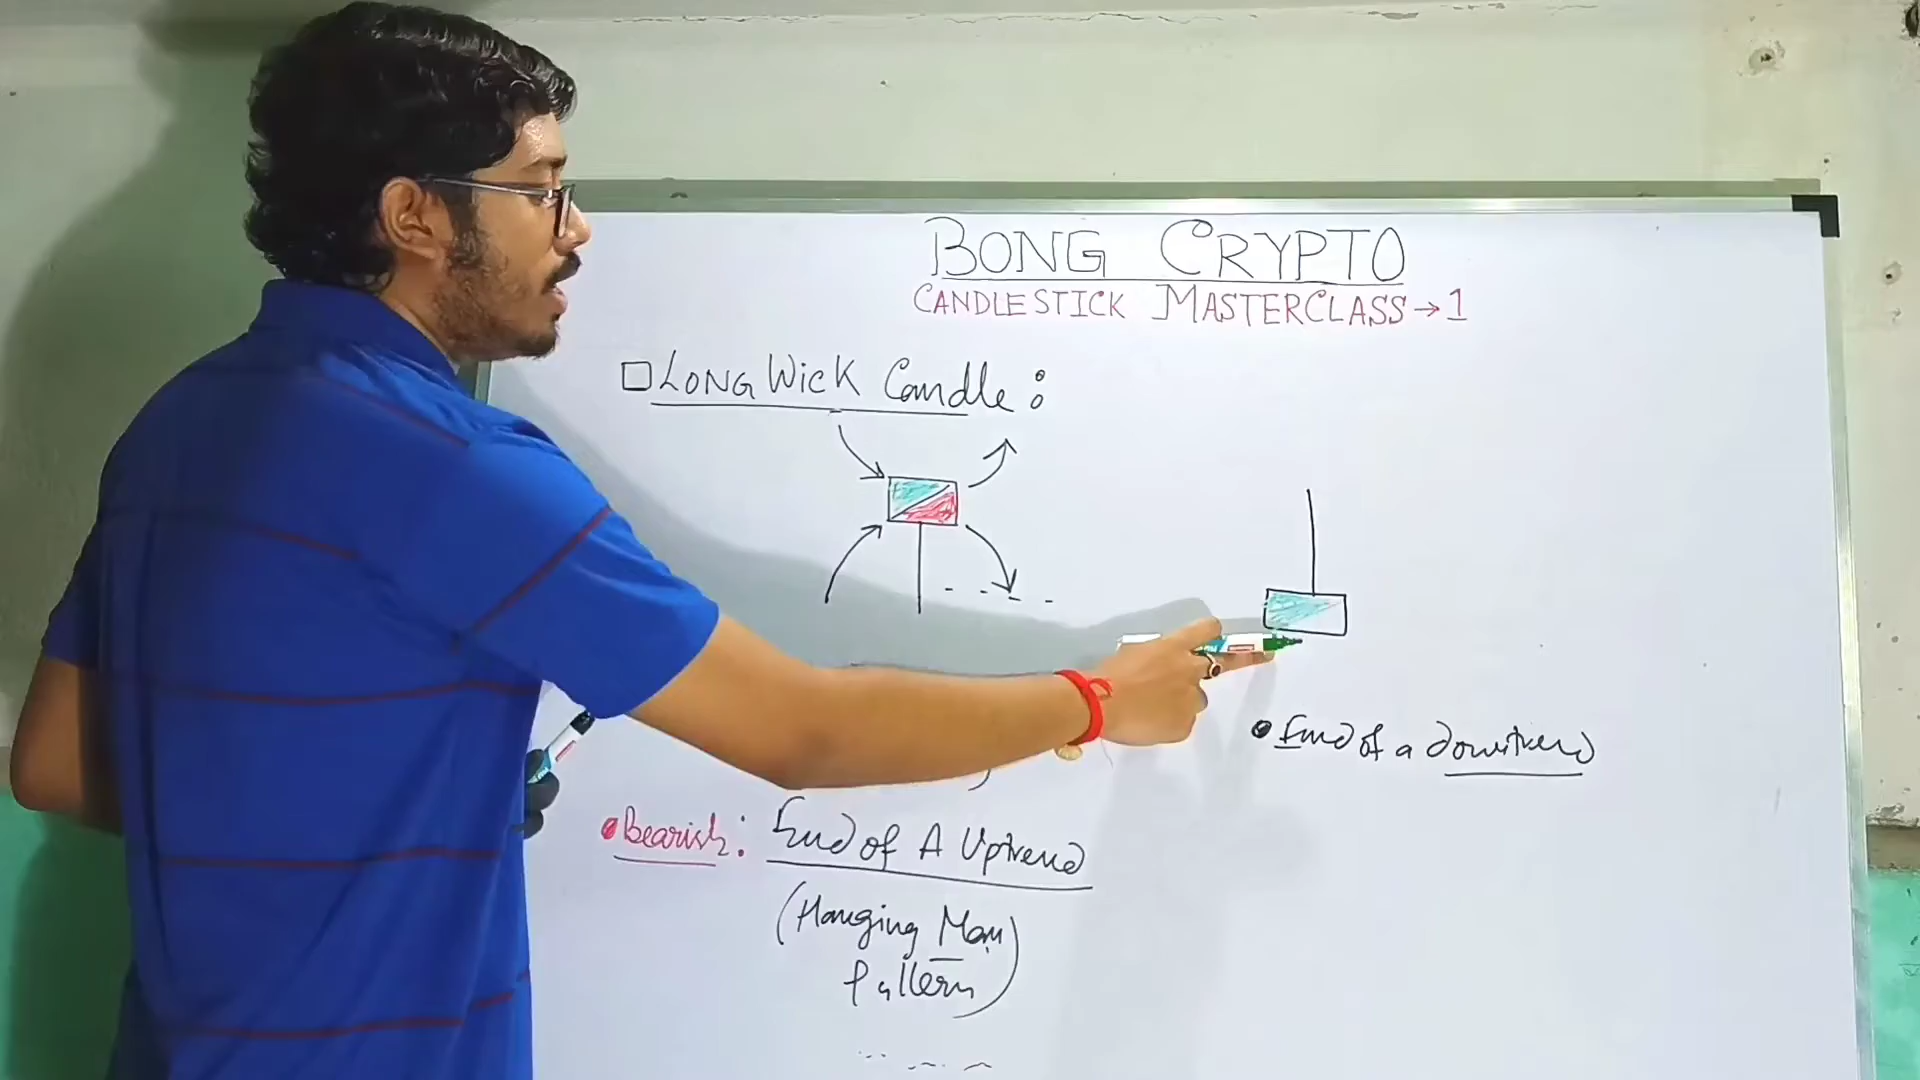 BONG CRYPTO
CANDLESTICK MASTERCLASS → 1
LONG WICK Candle :
• End of a downtrend
• Bearish : End of A Uptrend
(Hanging Man
Pattern)